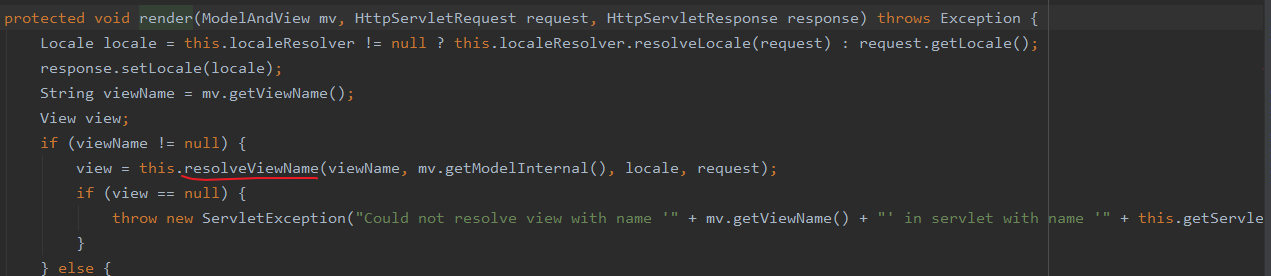 protected void render(ModelAndView mv, HttpServletRequest request, HttpServletResponse response) throws Exception {
    Locale locale = this.localeResolver != null ? this.localeResolver.resolveLocale(request) : request.getLocale();
    response.setLocale(locale);
    String viewName = mv.getViewName();
    View view;
    if (viewName != null) {
        view = this.resolveViewName(viewName, mv.getModelInternal(), locale, request);
        if (view == null) {
            throw new ServletException("Could not resolve view with name '" + mv.getViewName() + "' in servlet with name '" + this.getServle
        }
    } else {